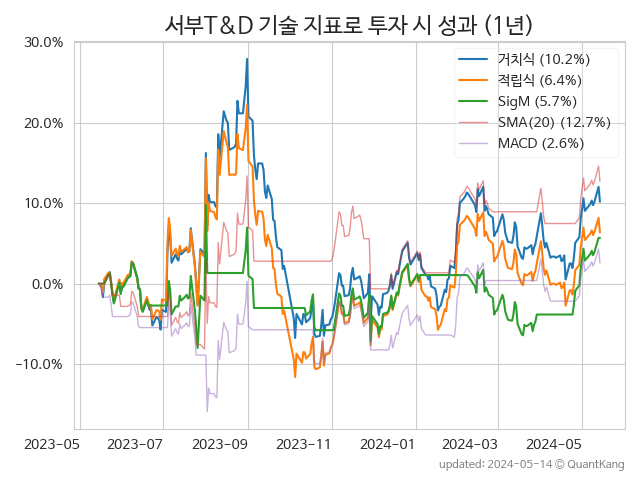 서부T&D 기술 지표로 투자 시 성과 (1년)
30.0%
20.0%
10.0%
0.0%
−10.0%
거치식 (10.2%)
적립식 (6.4%)
SigM (5.7%)
SMA(20) (12.7%)
MACD (2.6%)
2023-05 2023-07 2023-09 2023-11 2024-01 2024-03 2024-05
updated: 2024-05-14 © QuantKang